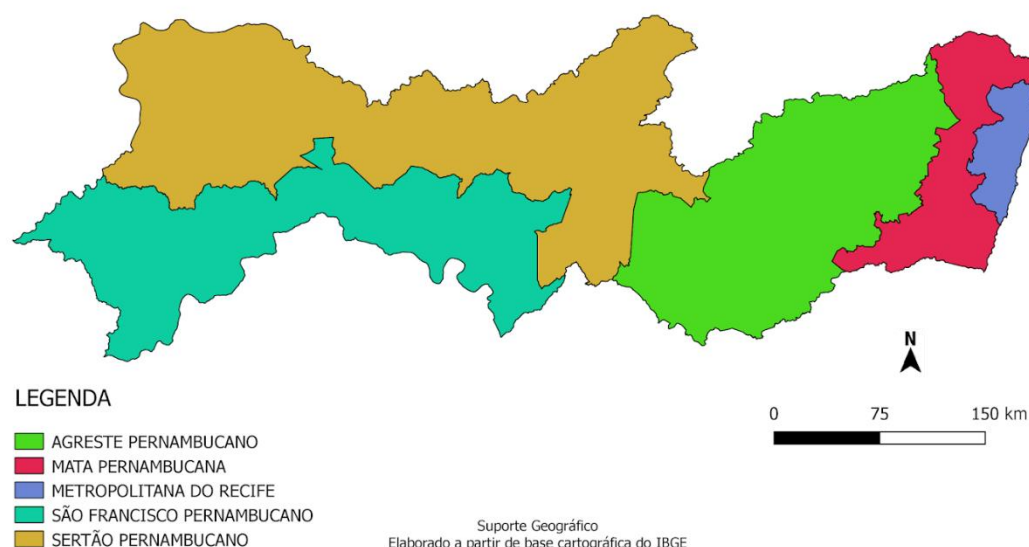 N
0 75 150 km
LEGENDA
AGRESTE PERNAMBUCANO
MATA PERNAMBUCANA
METROPOLITANA DO RECIFE
SÃO FRANCISCO PERNAMBUCANO
SERTÃO PERNAMBUCANO
Suporte Geográfico
Elaborado a partir de base cartográfica do IBGE